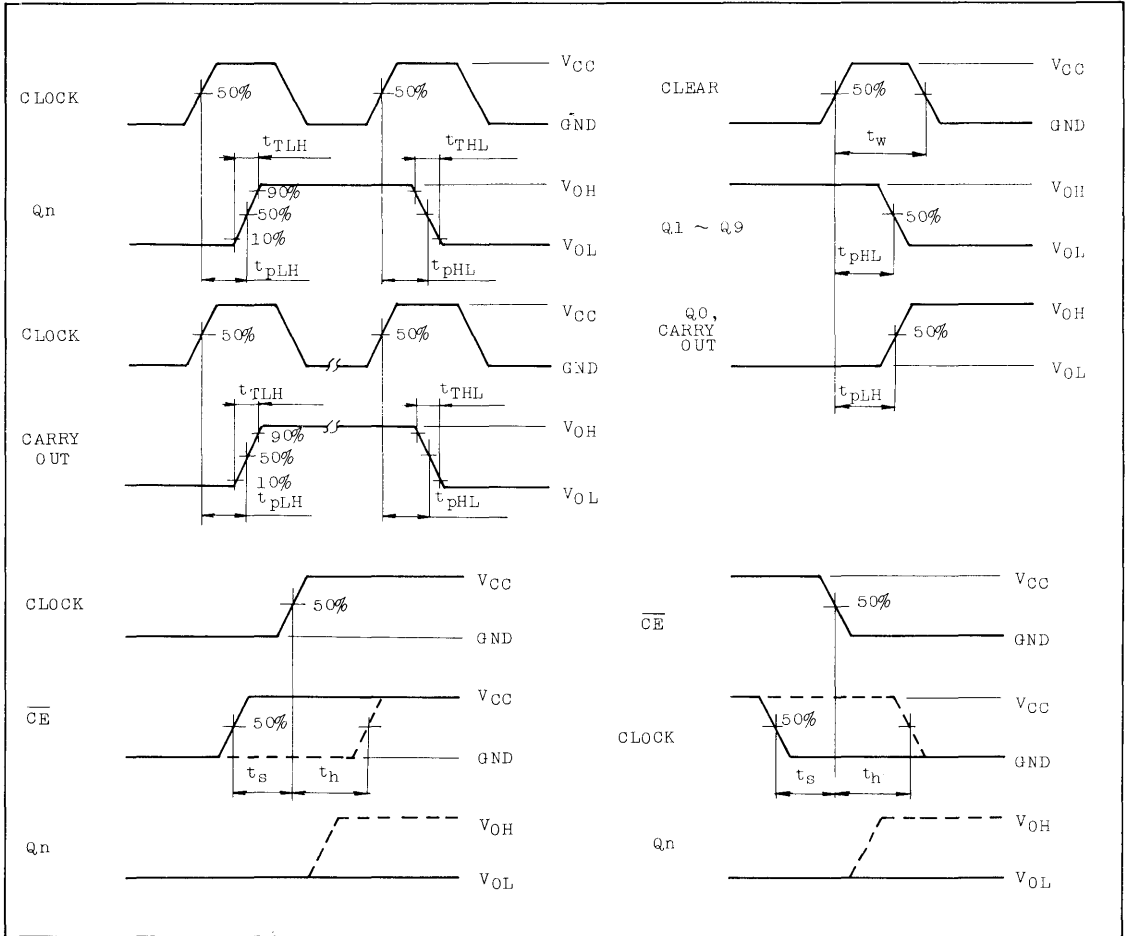 CLOCK
50%
50%
VCC
GND
tTLH
tTHL
Qn
90%
50%
10%
VOH
VOL
tpLH
tpHL
CLOCK
50%
50%
VCC
GND
tTLH
tTHL
CARRY
OUT
90%
50%
10%
VOH
VOL
tpLH
tpHL
CLEAR
50%
VCC
GND
tw
Q1 ~ Q9
50%
VOH
VOL
tpHL
Q0,
CARRY
OUT
50%
VOH
VOL
tpLH
CLOCK
50%
VCC
GND
CE
50%
VCC
GND
ts
th
Qn
VOH
VOL
CE
50%
VCC
GND
CLOCK
50%
VCC
GND
ts
th
Qn
VOH
VOL